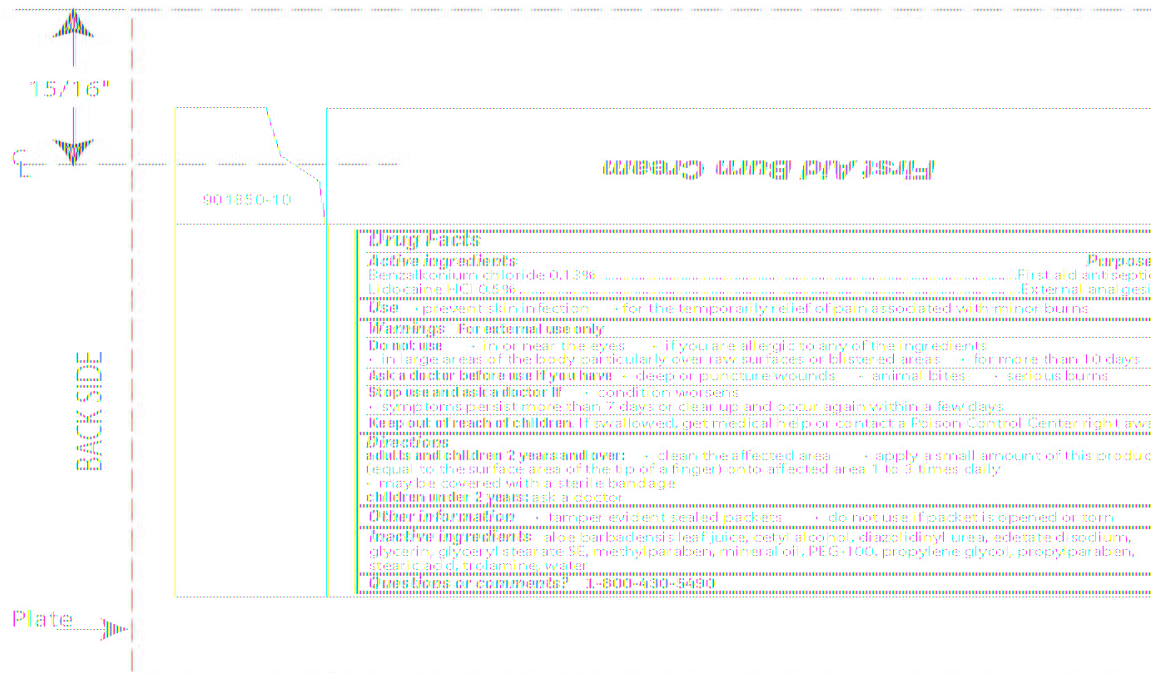 15/16"
CL
First Aid Burn Cream
901850-10
Drug Facts
Active ingredients Purpose
Benzalkonium chloride 0.13% First aid antiseptic
Lidocaine HCl 0.5% External analgesi
Use • prevent skin infection • for the temporarily relief of pain associated with minor burns
Warnings For external use only
Do not use • in or near the eyes • if you are allergic to any of the ingredients
• in large areas of the body particularly over raw surfaces or blistered areas • for more than 10 days
Ask a doctor before use if you have • deep or puncture wounds • animal bites • serious burns
Stop use and ask a doctor if • condition worsens
• symptoms persist more than 7 days or clear up and occur again within a few days
Keep out of reach of children. If swallowed, get medical help or contact a Poison Control Center right awa
BACK SIDE
Directions
adults and children 2 years and over: • clean the affected area • apply a small amount of this produc
(equal to the surface area of the tip of a finger) onto affected area 1 to 3 times daily
• may be covered with a sterile bandage
children under 2 years: ask a doctor
Other information • tamper evident sealed packets • do not use if packet is opened or torn
Inactive ingredients aloe barbadensis leaf juice, cetyl alcohol, diazolidinyl urea, edetate disodium,
glycerin, glyceryl stearate SE, methylparaben, mineral oil, PEG-100, propylene glycol, propylparaben,
stearic acid, trolamine, water
Questions or comments? 1-800-430-5490
Plate